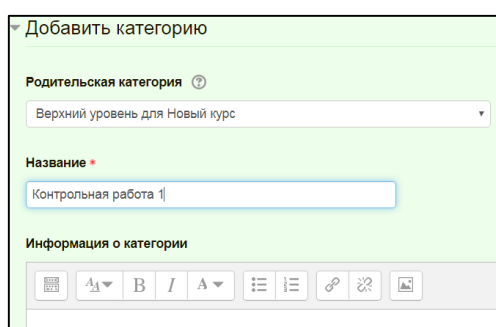 Добавить категорию
Родительская категория
Верхний уровень для Новый курс
Название *
Контрольная работа 1
Информация о категории
B I A